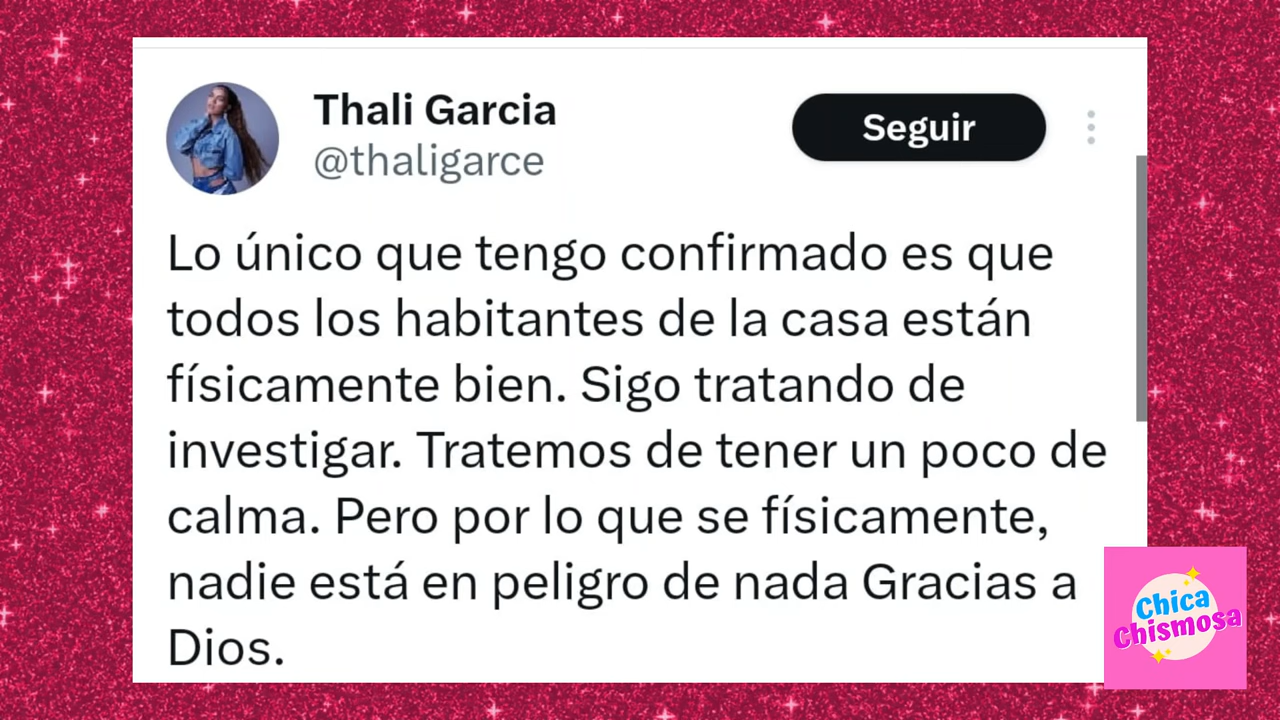 Thali Garcia
@thaligarce
Seguir
Lo único que tengo confirmado es que
todos los habitantes de la casa están
físicamente bien. Sigo tratando de
investigar. Tratemos de tener un poco de
calma. Pero por lo que se físicamente,
nadie está en peligro de nada Gracias a
Dios.
Chica
Chismosa